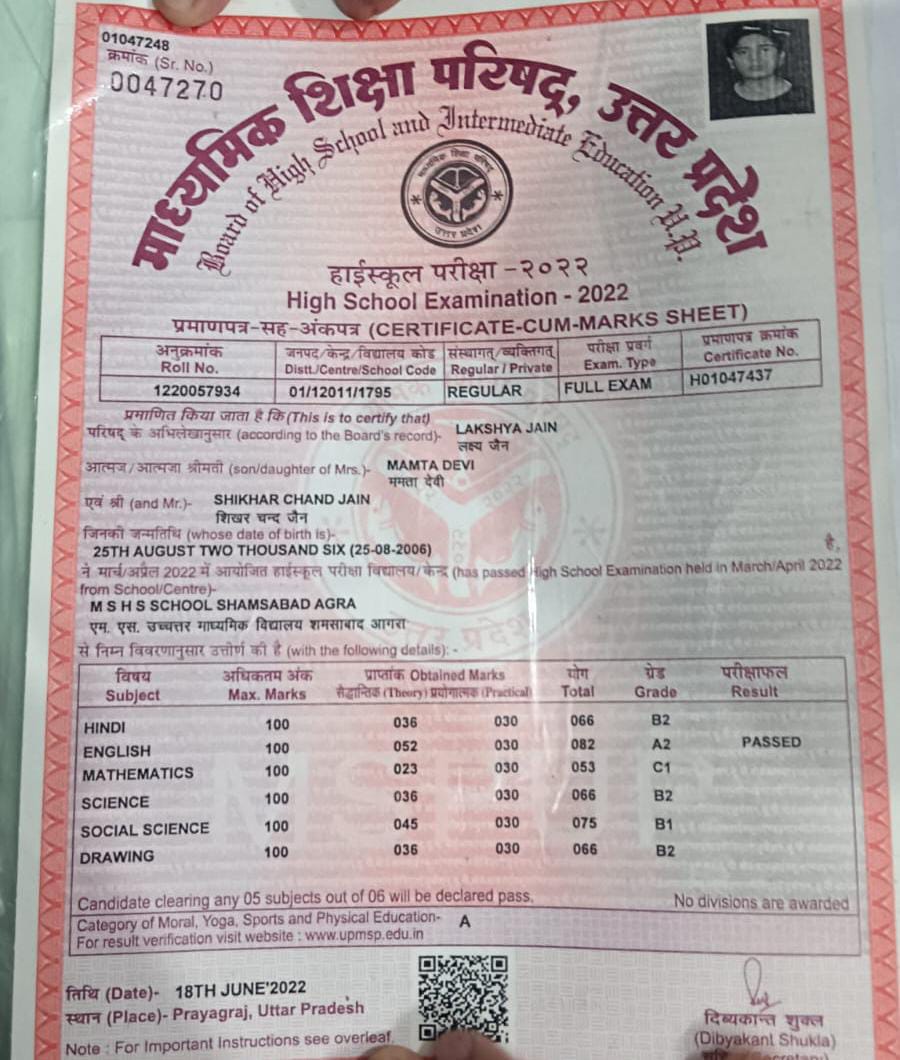 01047248
क्रमांक (Sr. No.)
0047270
माध्यमिक शिक्षा परिषद्, उत्तर प्रदेश
Board of High School and Intermediate Education U.P.
माध्यमिक शिक्षा परिषद्
उत्तर प्रदेश
हाईस्कूल परीक्षा -२०२२
High School Examination - 2022
प्रमाणपत्र-सह-अंकपत्र (CERTIFICATE-CUM-MARKS SHEET)
अनुक्रमांक जनपद/केन्द्र/विद्यालय कोड संस्थागत/व्यक्तिगत परीक्षा प्रवर्ग प्रमाणपत्र क्रमांक
Roll No. Distt./Centre/School Code Regular / Private Exam. Type Certificate No.
1220057934 01/12011/1795 REGULAR FULL EXAM H01047437
प्रमाणित किया जाता है कि (This is to certify that)
परिषद् के अभिलेखानुसार (according to the Board's record)- LAKSHYA JAIN
लक्ष्य जैन
आत्मज/आत्मजा श्रीमती (son/daughter of Mrs.)- MAMTA DEVI
ममता देवी
एवं श्री (and Mr.)- SHIKHAR CHAND JAIN
शिखर चन्द जैन
जिनकी जन्मतिथि (whose date of birth is)-
25TH AUGUST TWO THOUSAND SIX (25-08-2006) है,
ने मार्च/अप्रैल 2022 में आयोजित हाईस्कूल परीक्षा विद्यालय/केन्द्र (has passed High School Examination held in March/April 2022
from School/Centre)-
M S H S SCHOOL SHAMSABAD AGRA
एम. एस. उच्चत्तर माध्यमिक विद्यालय शमसाबाद आगरा
से निम्न विवरणानुसार उत्तीर्ण की है (with the following details): -
विषय अधिकतम अंक प्राप्तांक Obtained Marks योग ग्रेड परीक्षाफल
Subject Max. Marks सैद्धान्तिक (Theory) प्रयोगात्मक (Practical) Total Grade Result
HINDI 100 036 030 066 B2
ENGLISH 100 052 030 082 A2 PASSED
MATHEMATICS 100 023 030 053 C1
SCIENCE 100 036 030 066 B2
SOCIAL SCIENCE 100 045 030 075 B1
DRAWING 100 036 030 066 B2
Candidate clearing any 05 subjects out of 06 will be declared pass. No divisions are awarded
Category of Moral, Yoga, Sports and Physical Education- A
For result verification visit website : www.upmsp.edu.in
तिथि (Date)- 18TH JUNE'2022
स्थान (Place)- Prayagraj, Uttar Pradesh
दिब्यकान्त शुक्ल
Note : For Important Instructions see overleaf.
(Dibyakant Shukla)